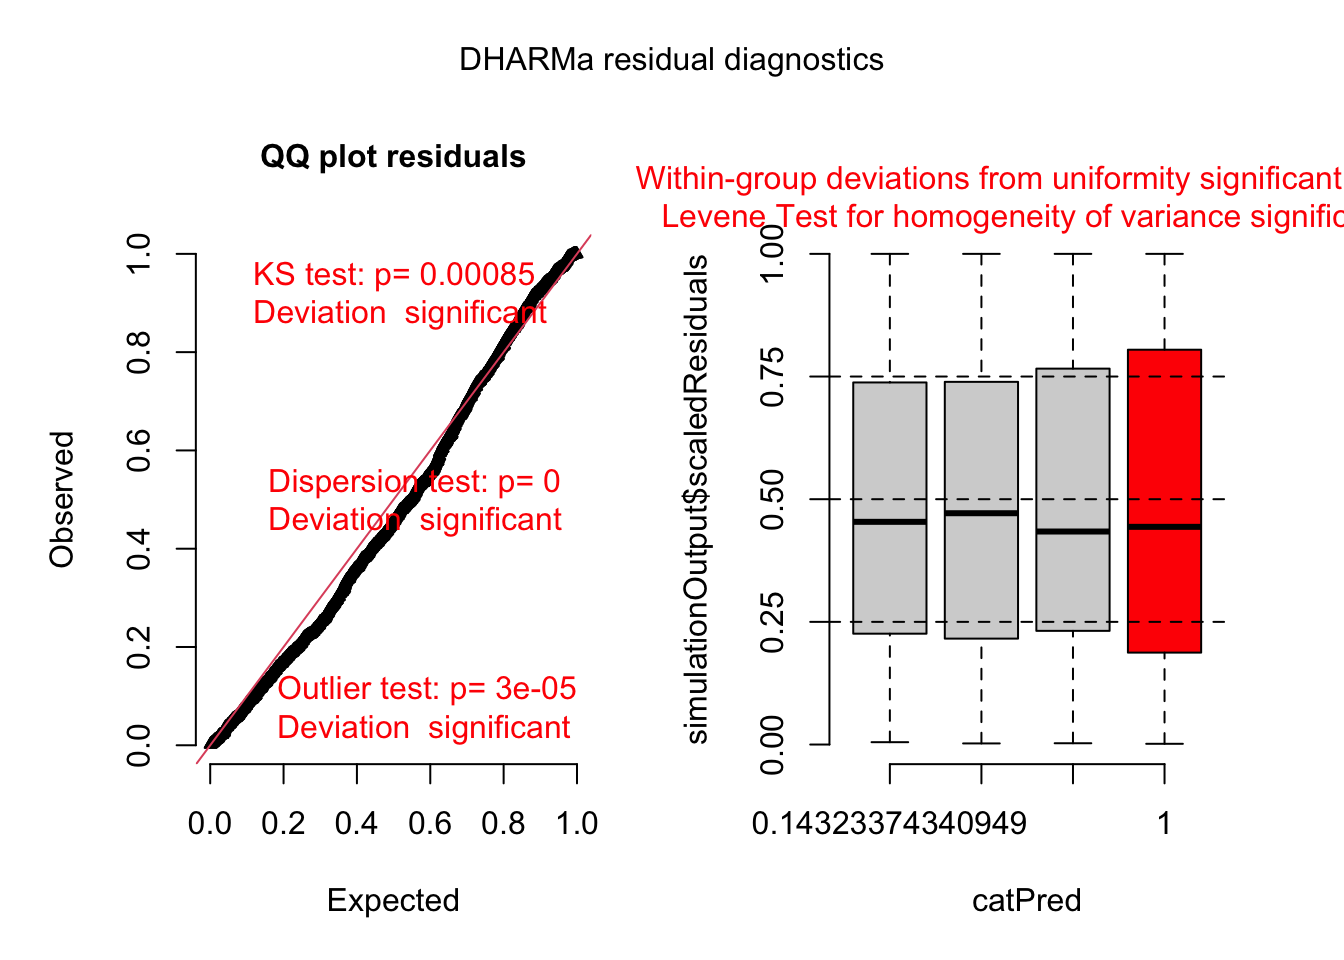 DHARMa residual diagnostics
QQ plot residuals
KS test: p= 0.00085
Deviation  significant
Dispersion test: p= 0
Deviation  significant
Outlier test: p= 3e-05
Deviation  significant
Observed
0.0 0.2 0.4 0.6 0.8 1.0
0.0 0.2 0.4 0.6 0.8 1.0
Expected
Within-group deviations from uniformity significant
Levene Test for homogeneity of variance signific
simulationOutput$scaledResiduals
0.00 0.25 0.50 0.75 1.00
0.14323374340949 1
catPred